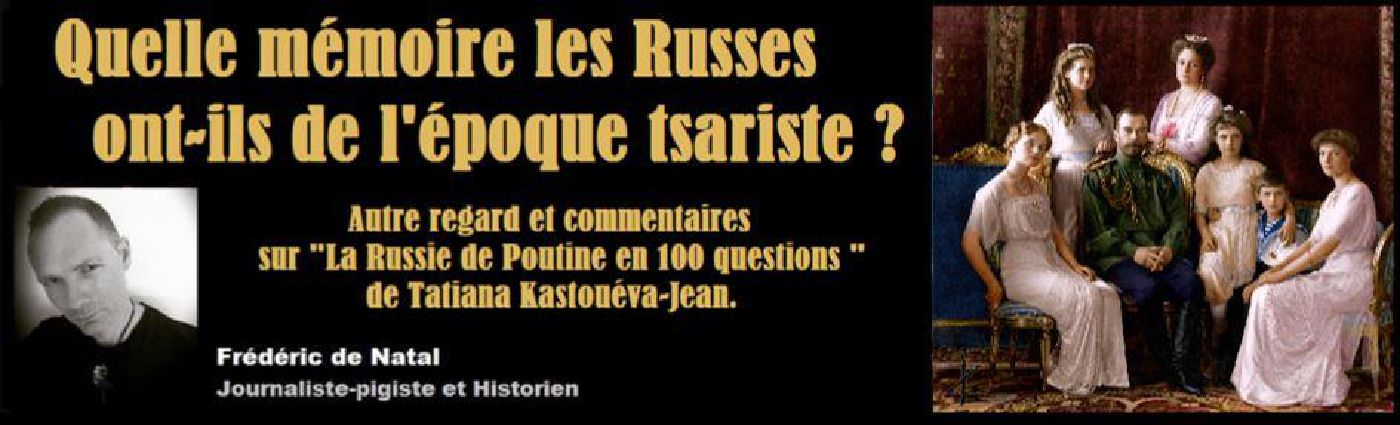 Quelle mémoire les Russes
ont-ils de l'époque tsariste ?
Autre regard et commentaires
sur "La Russie de Poutine en 100 questions "
de Tatiana Kastouéva-Jean.
Frédéric de Natal
Journaliste-pigiste et Historien